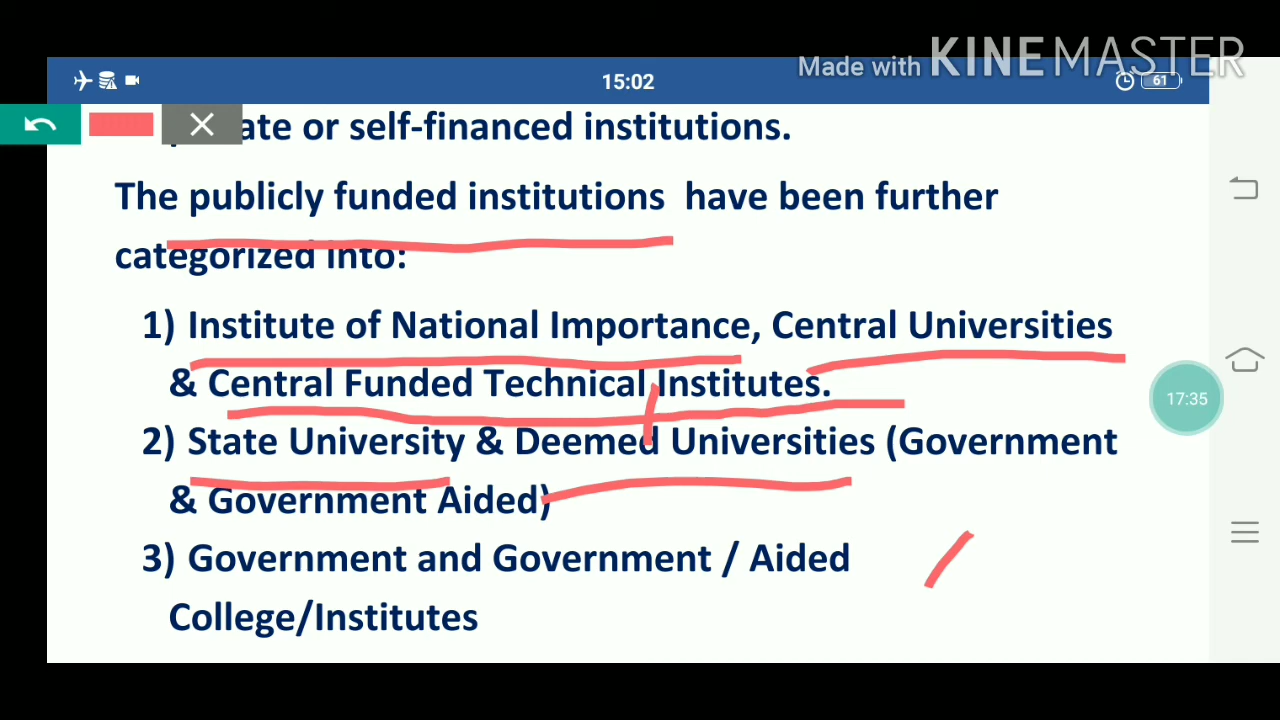 Made with KINEMASTER
15:02
61
ate or self-financed institutions.
The publicly funded institutions have been further
categorized into:
1) Institute of National Importance, Central Universities
& Central Funded Technical Institutes.
17:35
2) State University & Deemed Universities (Government
& Government Aided)
3) Government and Government / Aided
College/Institutes